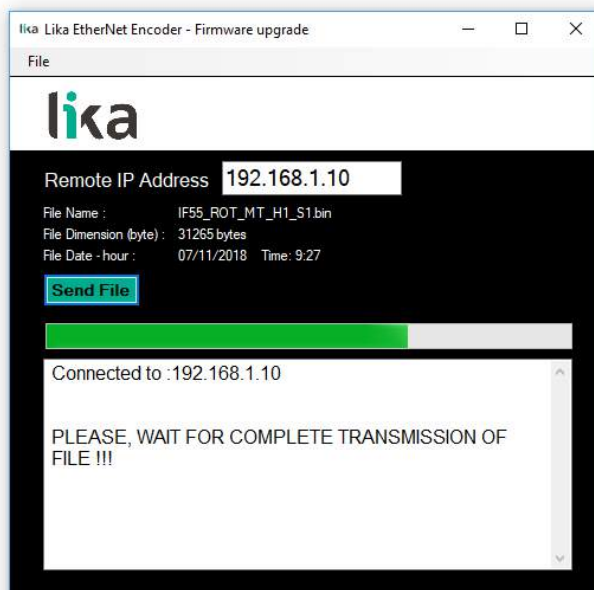 lika Lika EtherNet Encoder - Firmware upgrade
File
lika
Remote IP Address 192.168.1.10
File Name : IF55_ROT_MT_H1_S1.bin
File Dimension (byte) : 31265 bytes
File Date - hour : 07/11/2018 Time: 9:27
Send File
Connected to :192.168.1.10
PLEASE, WAIT FOR COMPLETE TRANSMISSION OF
FILE !!!